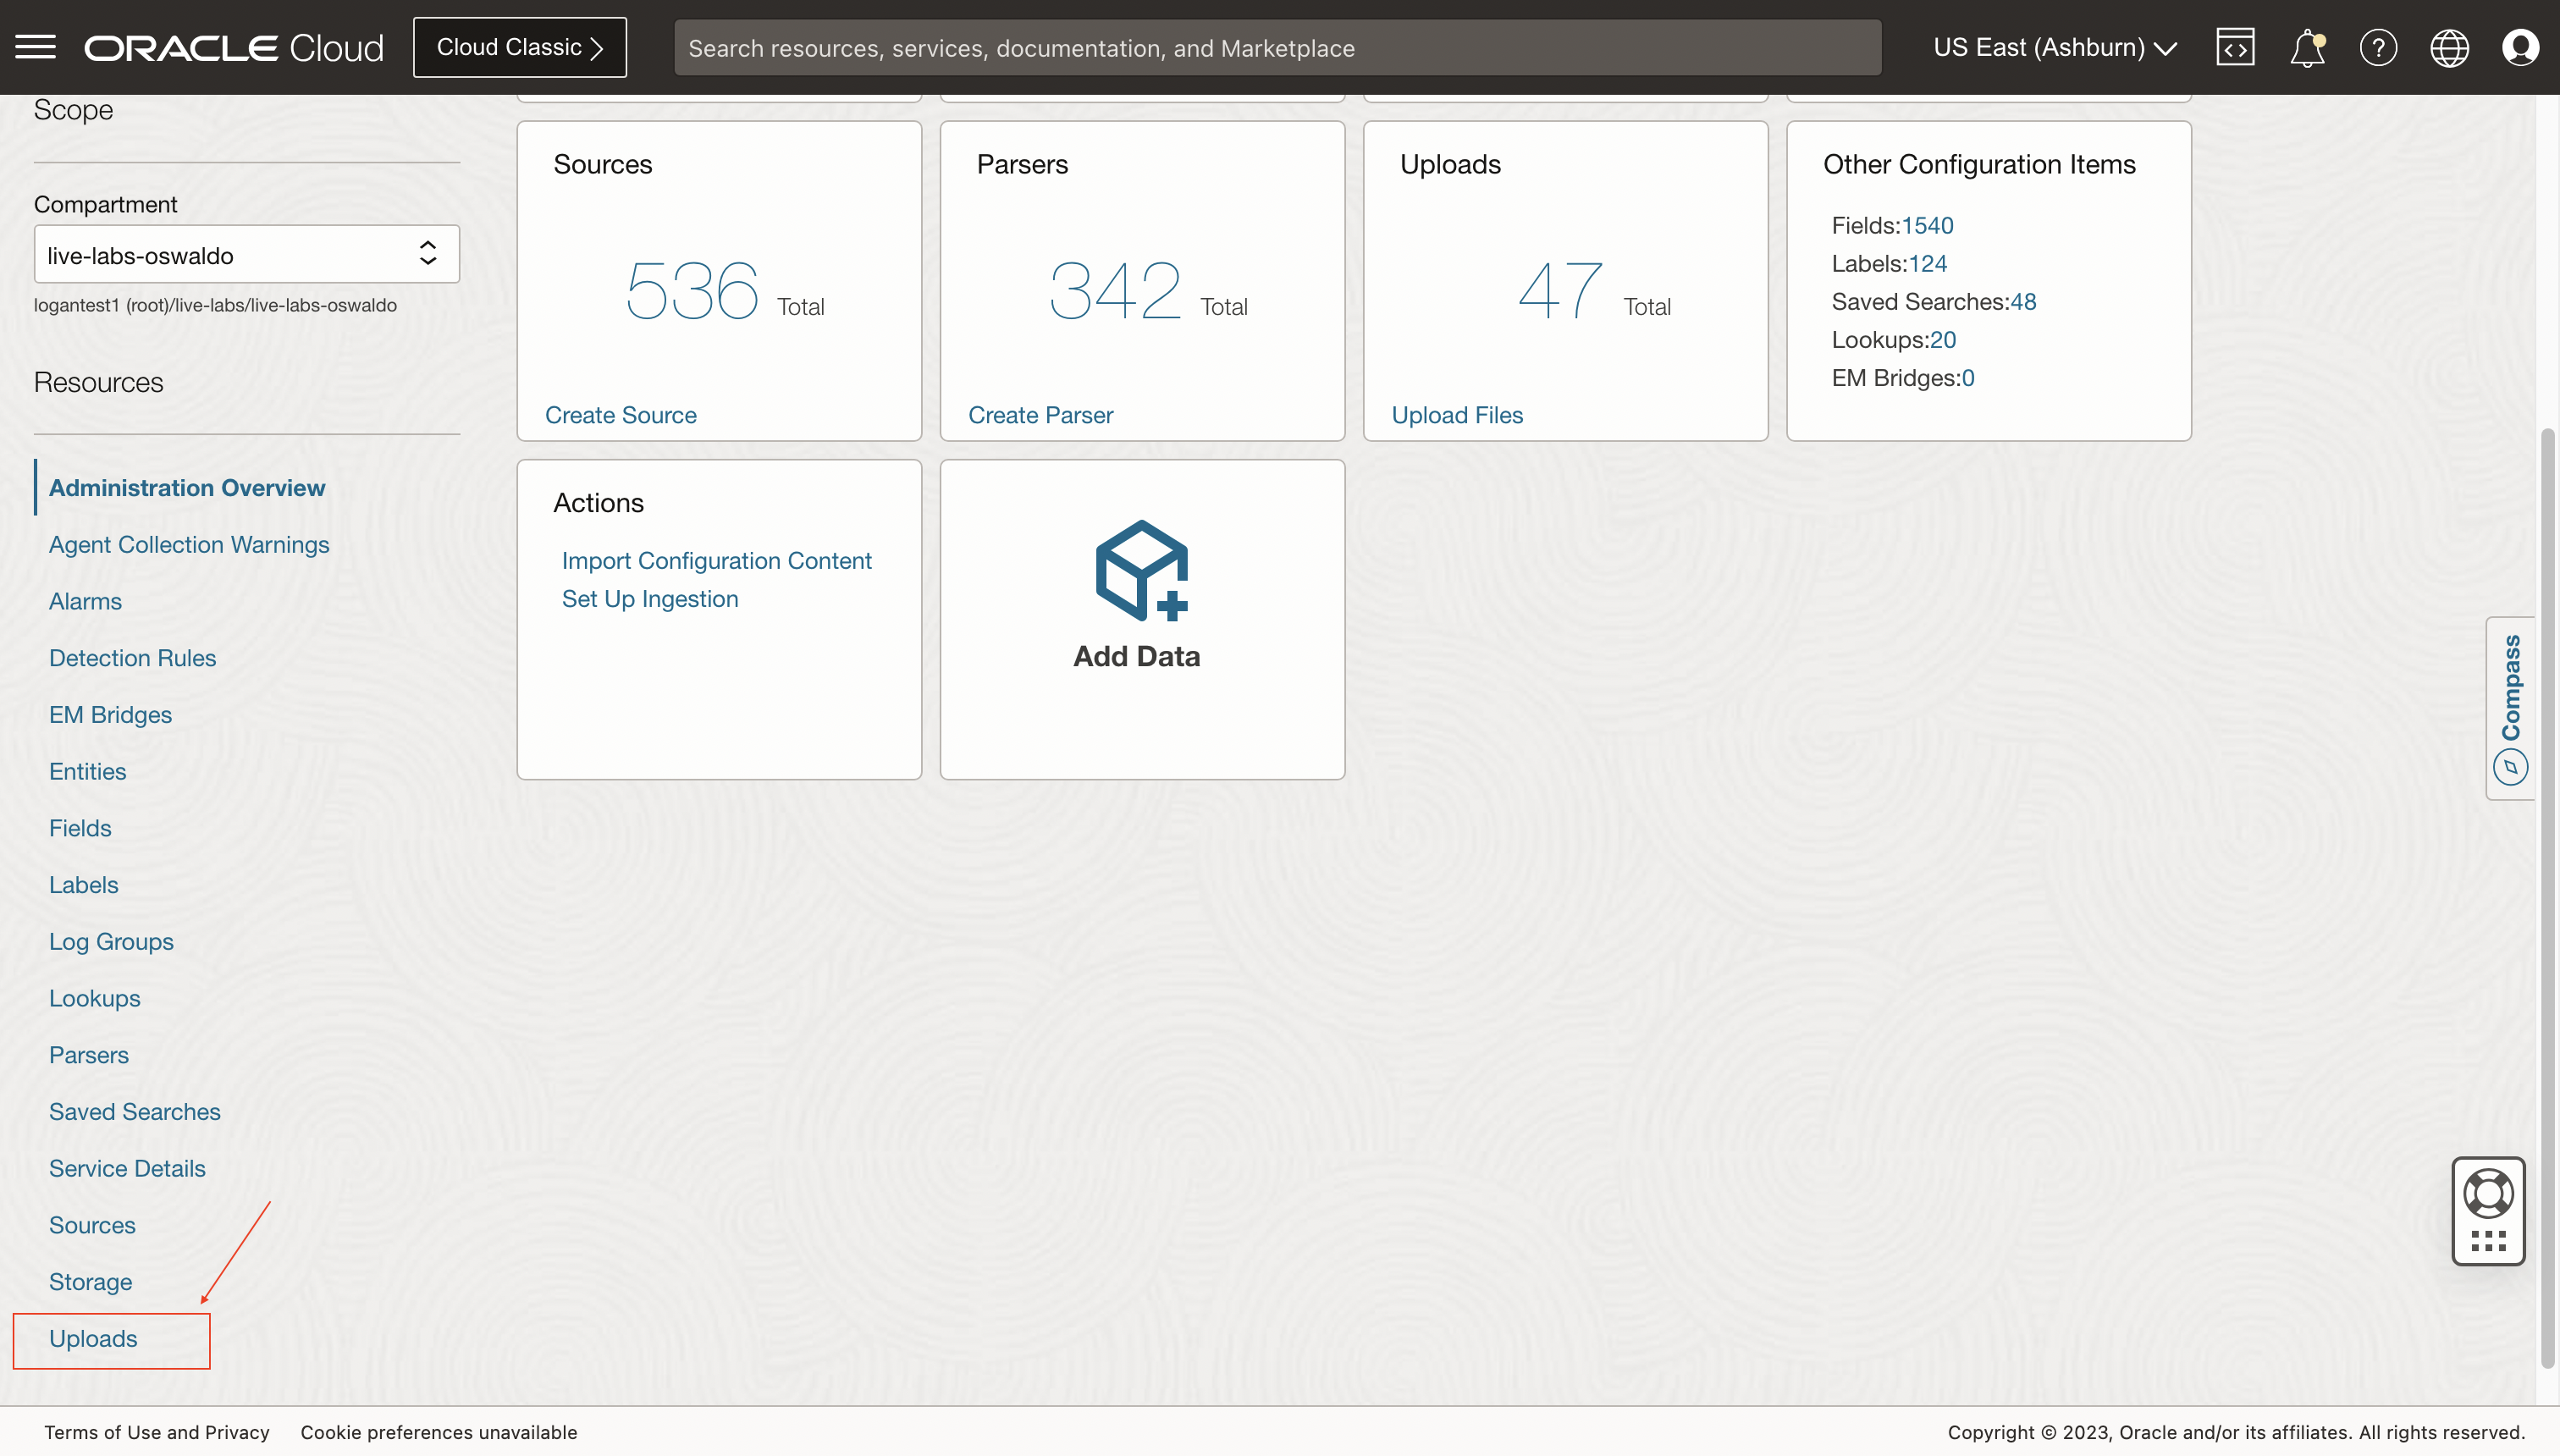 ORACLE Cloud
Cloud Classic
Search resources, services, documentation, and Marketplace
US East (Ashburn)
Scope
Compartment
live-labs-oswaldo
logantest1 (root)/live-labs/live-labs-oswaldo
Resources
Administration Overview
Agent Collection Warnings
Alarms
Detection Rules
EM Bridges
Entities
Fields
Labels
Log Groups
Lookups
Parsers
Saved Searches
Service Details
Sources
Storage
Uploads
Sources
536 Total
Create Source
Parsers
342 Total
Create Parser
Uploads
47 Total
Upload Files
Other Configuration Items
Fields:1540
Labels:124
Saved Searches:48
Lookups:20
EM Bridges:0
Actions
Import Configuration Content
Set Up Ingestion
Add Data
Compass
Terms of Use and Privacy
Cookie preferences unavailable
Copyright © 2023, Oracle and/or its affiliates. All rights reserved.